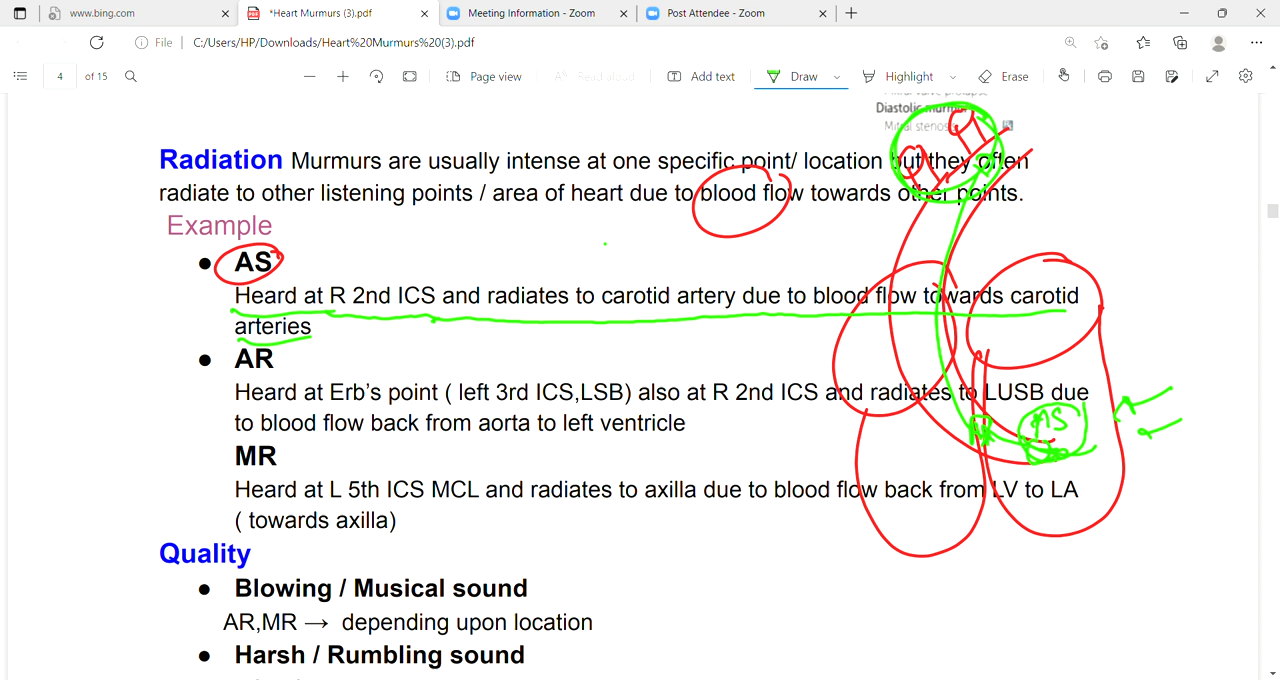 www.bing.com
*Heart Murmurs (3).pdf
Meeting Information - Zoom
Post Attendee - Zoom
File
C:/Users/HP/Downloads/Heart%20Murmurs%20(3).pdf
4 of 15
Page view
Read aloud
Add text
Draw
Highlight
Erase
Diastolic murmur
Mitral stenosis
Radiation Murmurs are usually intense at one specific point/ location but they often
radiate to other listening points / area of heart due to blood flow towards other points.
Example
● AS
Heard at R 2nd ICS and radiates to carotid artery due to blood flow towards carotid
arteries
● AR
Heard at Erb’s point ( left 3rd ICS,LSB) also at R 2nd ICS and radiates to LUSB due
to blood flow back from aorta to left ventricle
MR
Heard at L 5th ICS MCL and radiates to axilla due to blood flow back from LV to LA
( towards axilla)
AS
Quality
● Blowing / Musical sound
AR,MR → depending upon location
● Harsh / Rumbling sound